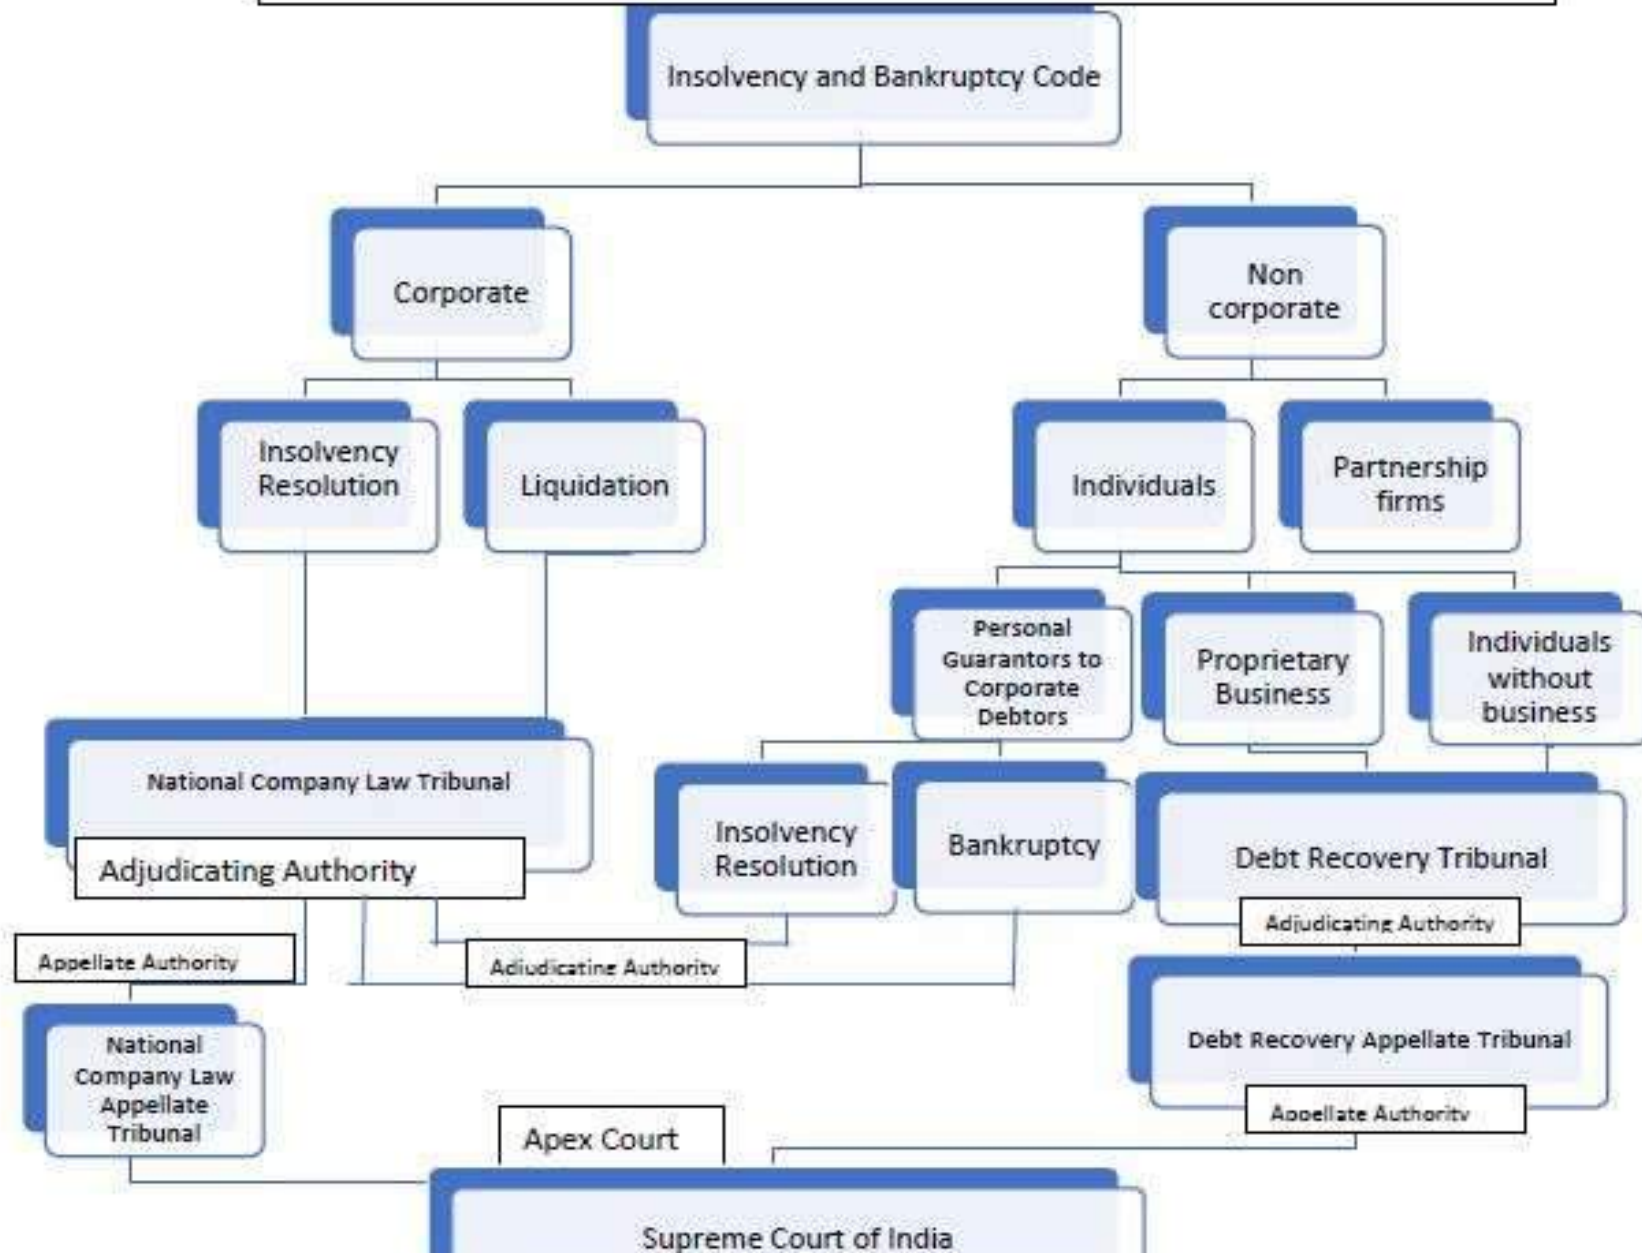 Insolvency and Bankruptcy Code
Corporate
Non
corporate
Insolvency
Resolution
Liquidation
Individuals
Partnership
firms
Personal
Guarantors to
Corporate
Debtors
Proprietary
Business
Individuals
without
business
National Company Law Tribunal
Adjudicating Authority
Insolvency
Resolution
Bankruptcy
Debt Recovery Tribunal
Adjudicating Authority
Appellate Authority
Adjudicating Authority
National
Company Law
Appellate
Tribunal
Debt Recovery Appellate Tribunal
Appellate Authority
Apex Court
Supreme Court of India